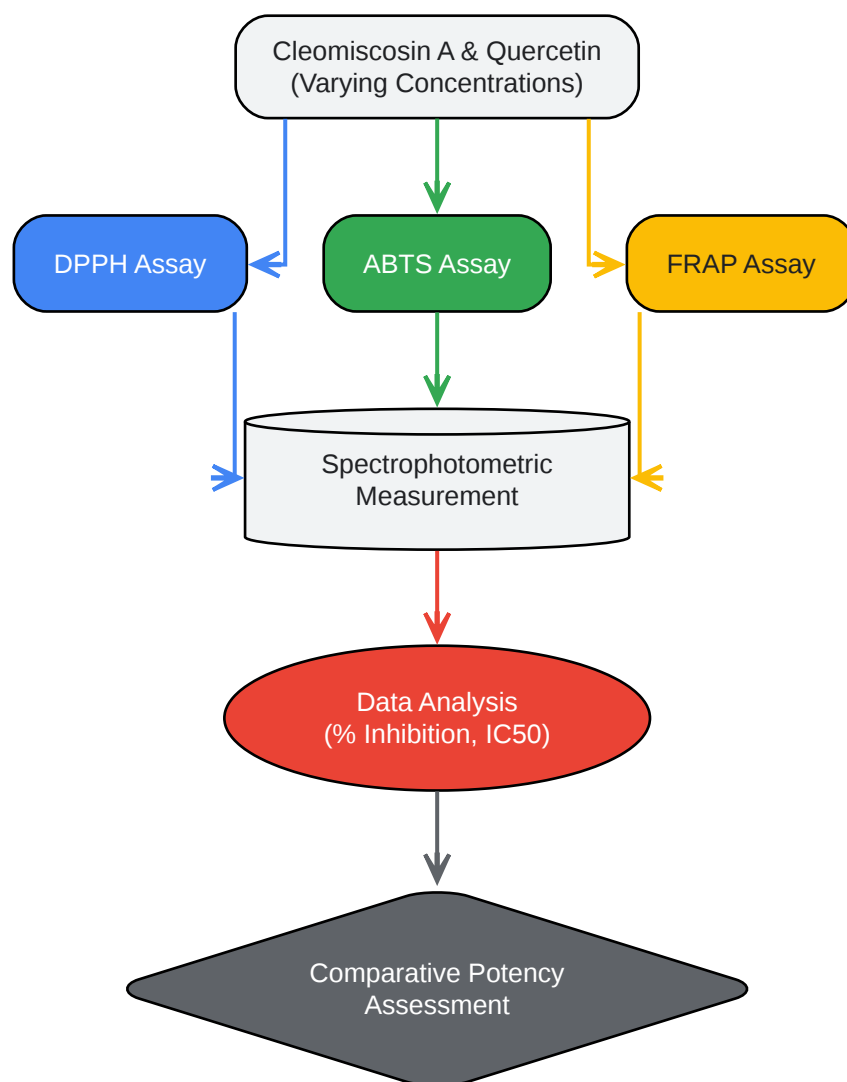 Cleomiscosin A & Quercetin
(Varying Concentrations)
DPPH Assay
ABTS Assay
FRAP Assay
Spectrophotometric
Measurement
Data Analysis
(% Inhibition, IC50)
Comparative Potency
Assessment